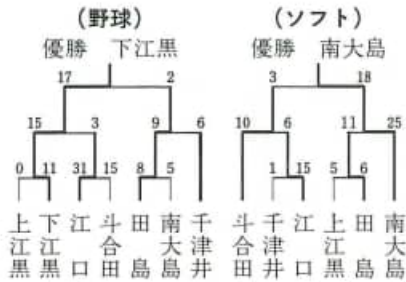 (野球)
優勝 下江黒
17 2
15 3 9 6
0 11 31 15 8 5
上江黒 下江黒 江口 斗合田 田島 南大島 千津井
(ソフト)
優勝 南大島
3 18
10 6 11 25
1 15 5 6
斗合田 千津井 江口 上江黒 田島 南大島